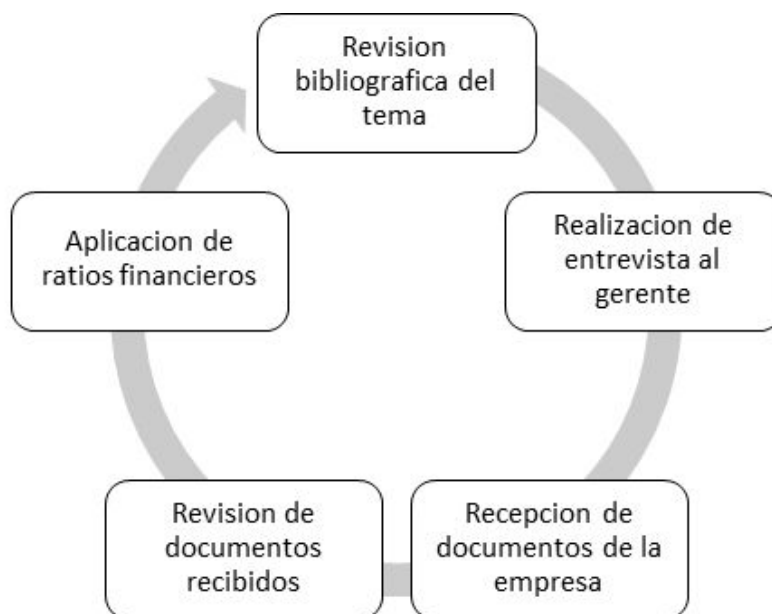 Revision
bibliografica del
tema
Realizacion de
entrevista al
gerente
Recepcion de
documentos de la
empresa
Revision de
documentos
recibidos
Aplicacion de
ratios financieros